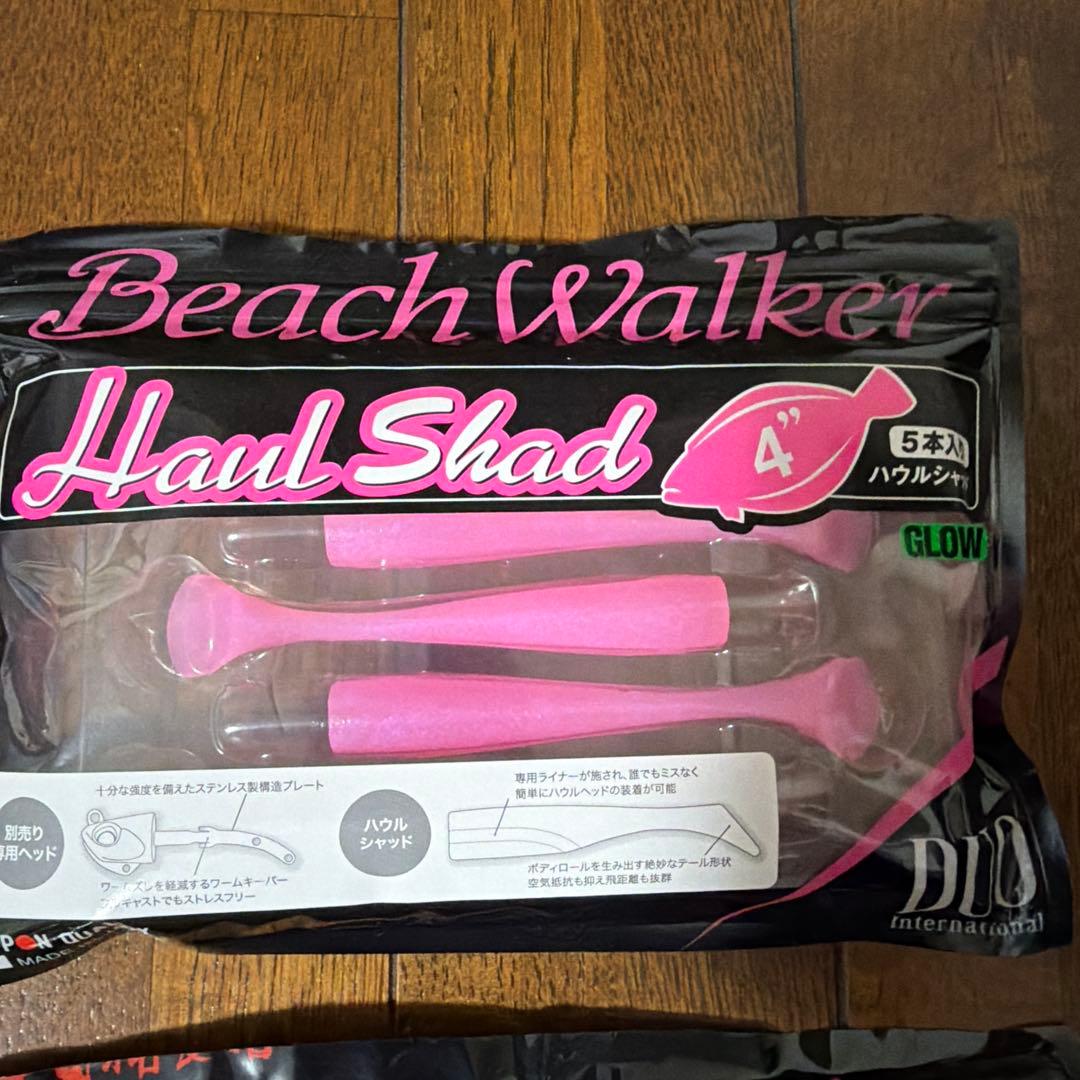 Beach Walker
Haul Shad
4"
5本入り
ハウルシャッド
GLOW
十分な強度を備えたステンレス製構造プレート
別売り
専用ヘッド
ワームズレを軽減するワームキーパー
フルキャストでもストレスフリー
ハウル
シャッド
専用ライナーが施され、誰でもミスなく
簡単にハウルヘッドの装着が可能
ボディロールを生み出す絶妙なテール形状
空気抵抗も抑え飛距離も抜群
DUO
International
MADE